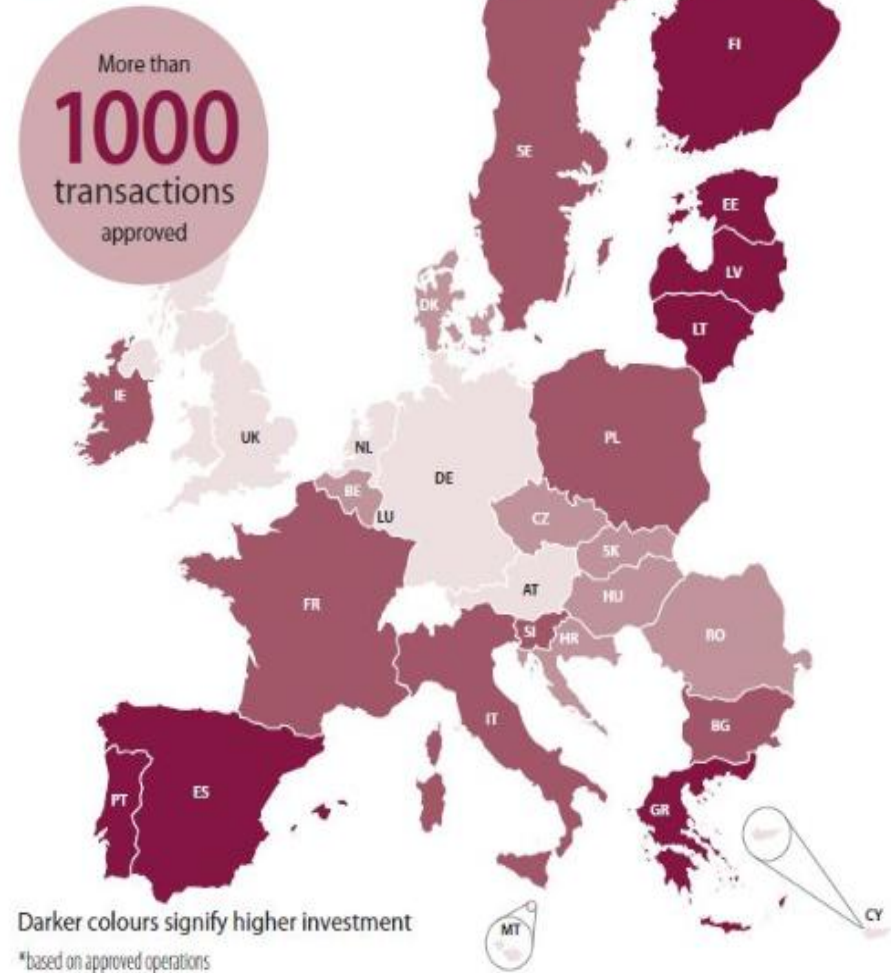 More than
1000
transactions
approved
FI
SE
EE
LV
DK
LT
IE
PL
UK
NL
DE
BE
LU
CZ
SK
AT
FR
HU
SI
HR
RO
IT
BG
PT
ES
GR
CY
MT
Darker colours signify higher investment
*based on approved operations